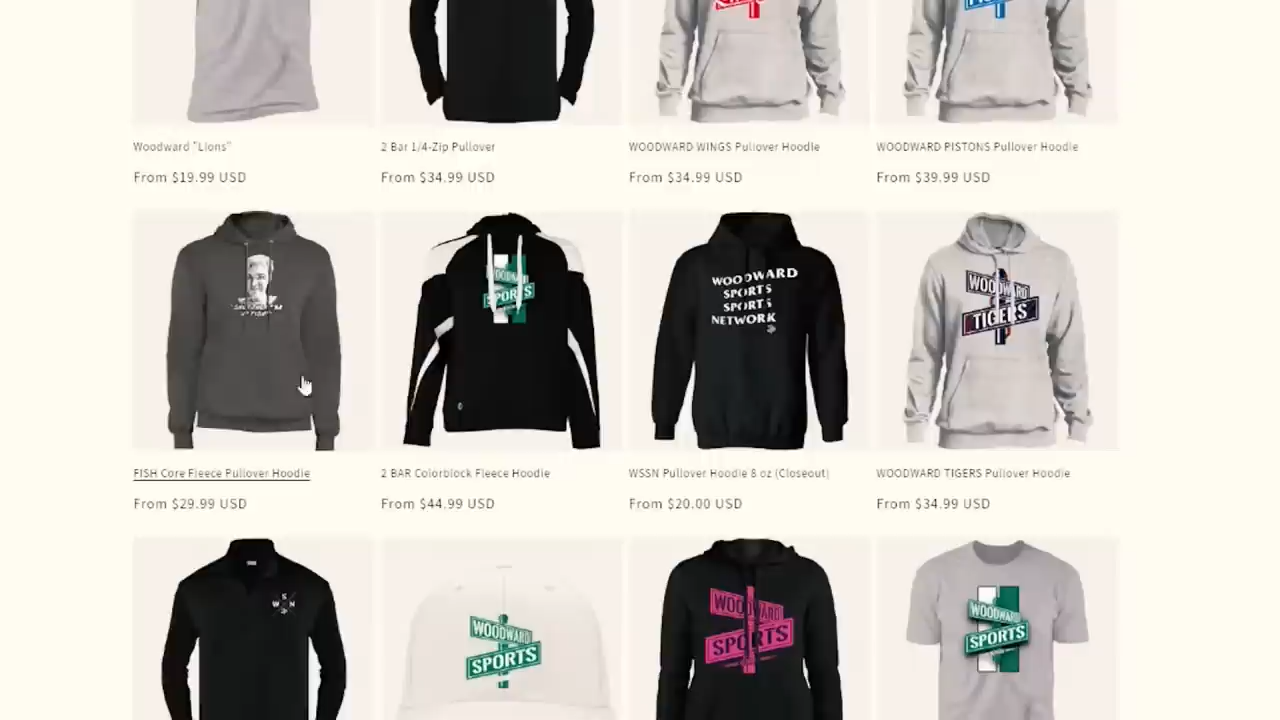 Woodward "Lions"
2 Bar 1/4-Zip Pullover
WOODWARD WINGS Pullover Hoodie
WOODWARD PISTONS Pullover Hoodie
From $19.99 USD
From $34.99 USD
From $34.99 USD
From $39.99 USD
WOODWARD
SPORTS
WOODWARD
SPORTS
SPORTS
NETWORK
WOODWARD
TIGERS
FISH Core Fleece Pullover Hoodie
2 BAR Colorblock Fleece Hoodie
WSSN Pullover Hoodie 8 oz (Closeout)
WOODWARD TIGERS Pullover Hoodie
From $29.99 USD
From $44.99 USD
From $20.00 USD
From $34.99 USD
S
W N
WOODWARD
SPORTS
WOODWARD
SPORTS
WOODWARD
SPORTS